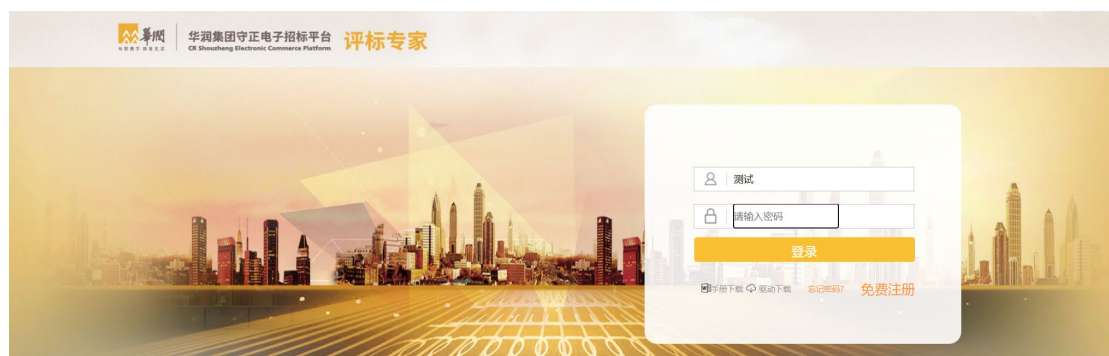 華潤
华润集团守正电子招标平台
CR Shouzheng Electronic Commerce Platform
评标专家
测试
请输入密码
登录
手册下载 驱动下载 忘记密码? 免费注册